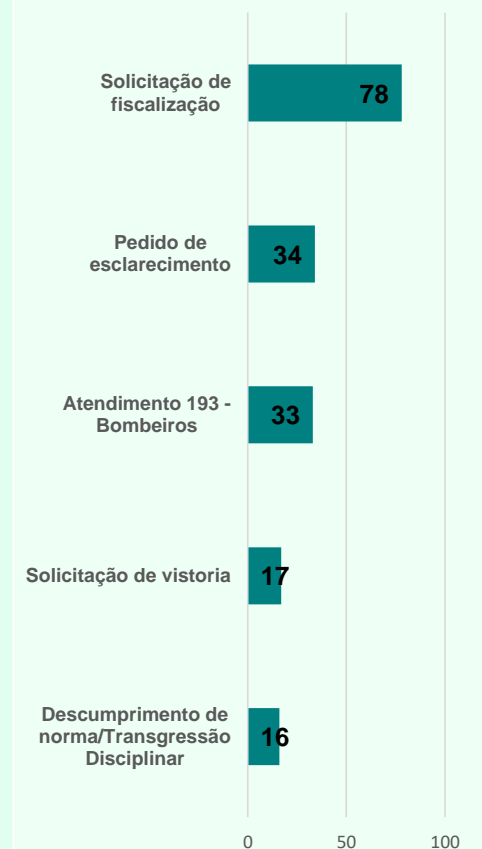 Solicitação de
fiscalização
78
Pedido de
esclarecimento
34
Atendimento 193 -
Bombeiros
33
Solicitação de vistoria
17
Descumprimento de
norma/Transgressão
Disciplinar
16
0 50 100